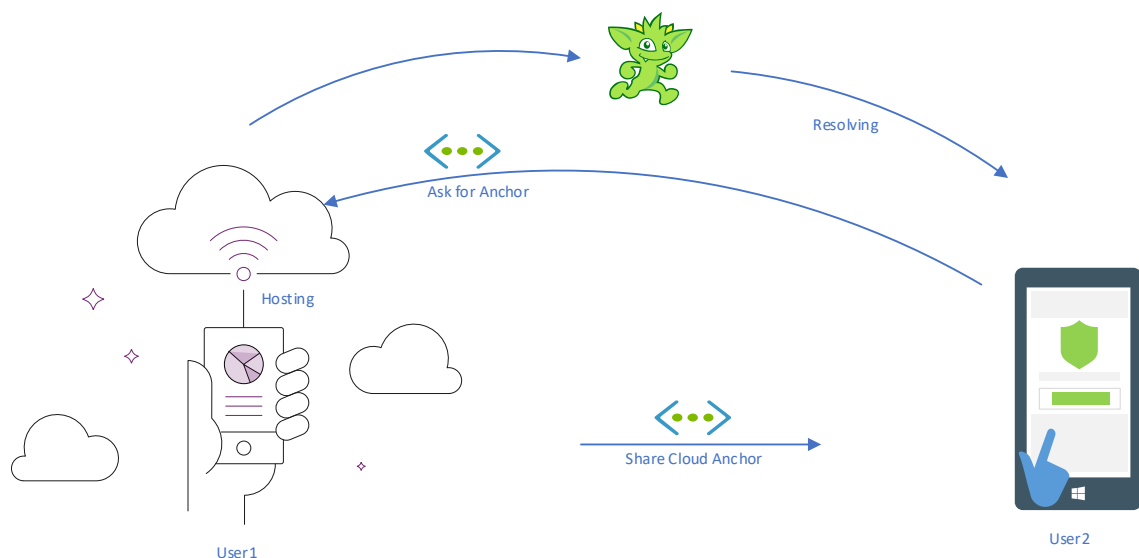 Resolving
Ask for Anchor
Hosting
Share Cloud Anchor
User1
User2